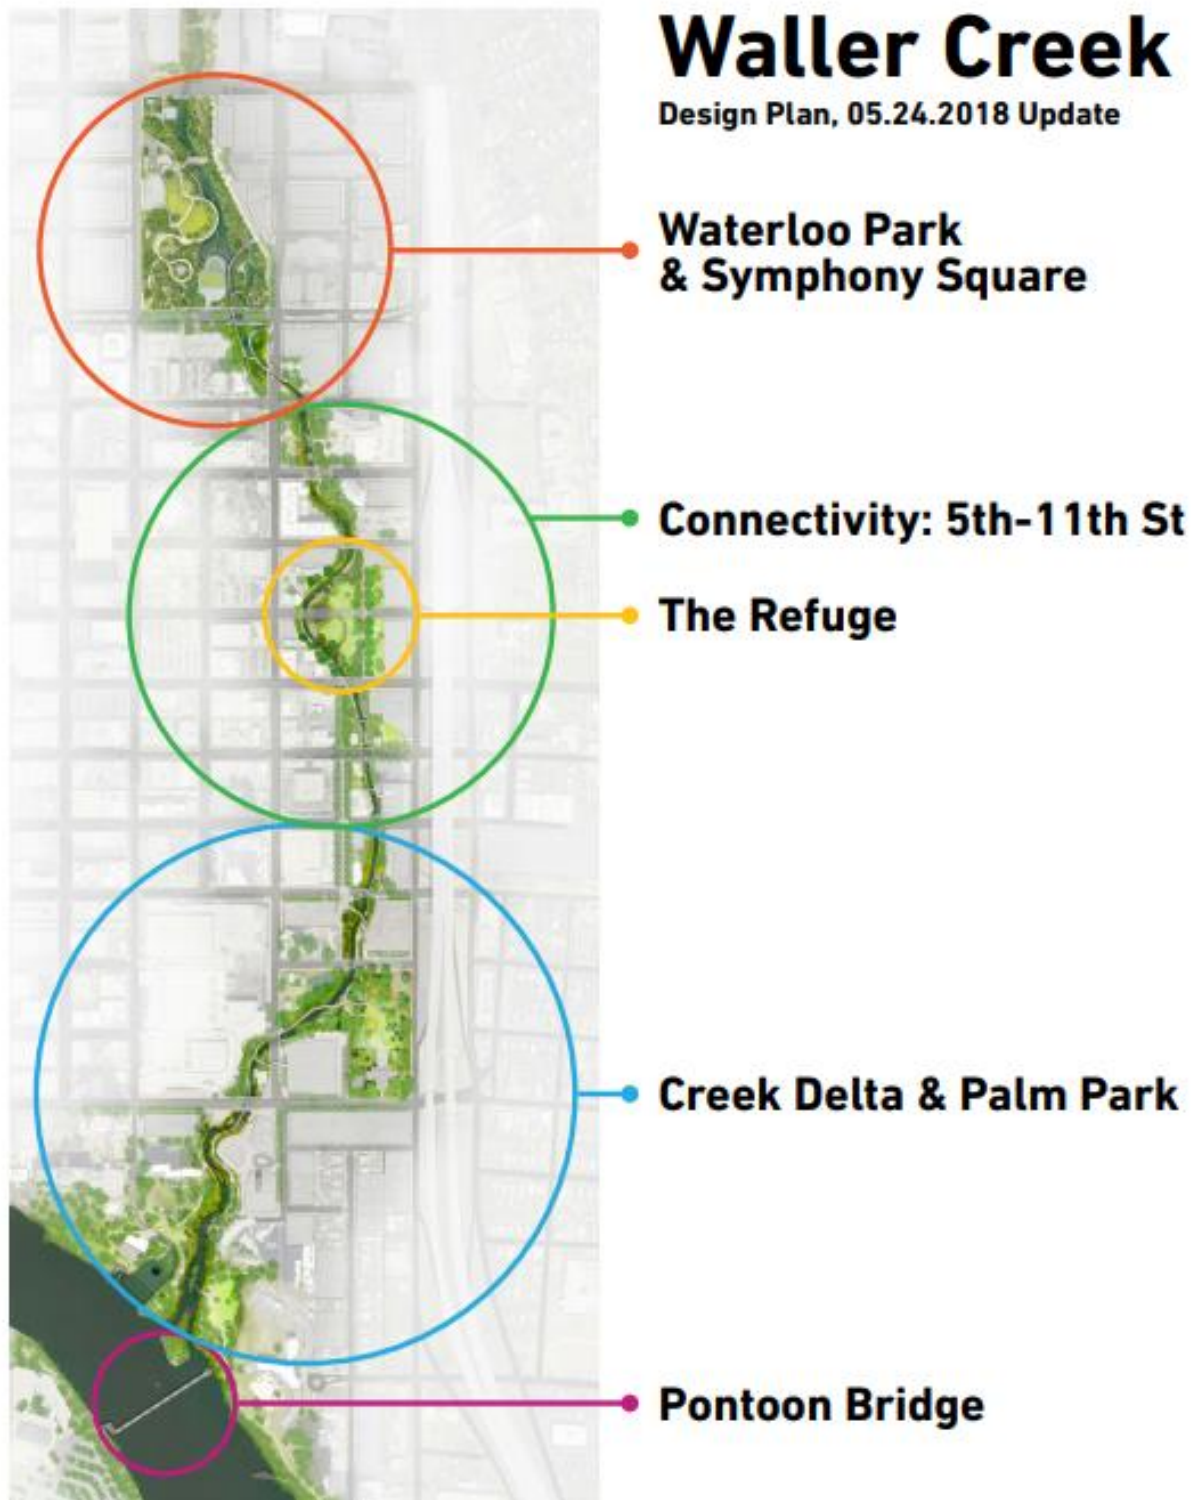 Waller Creek
Design Plan, 05.24.2018 Update
Waterloo Park
& Symphony Square
Connectivity: 5th-11th St
The Refuge
Creek Delta & Palm Park
Pontoon Bridge